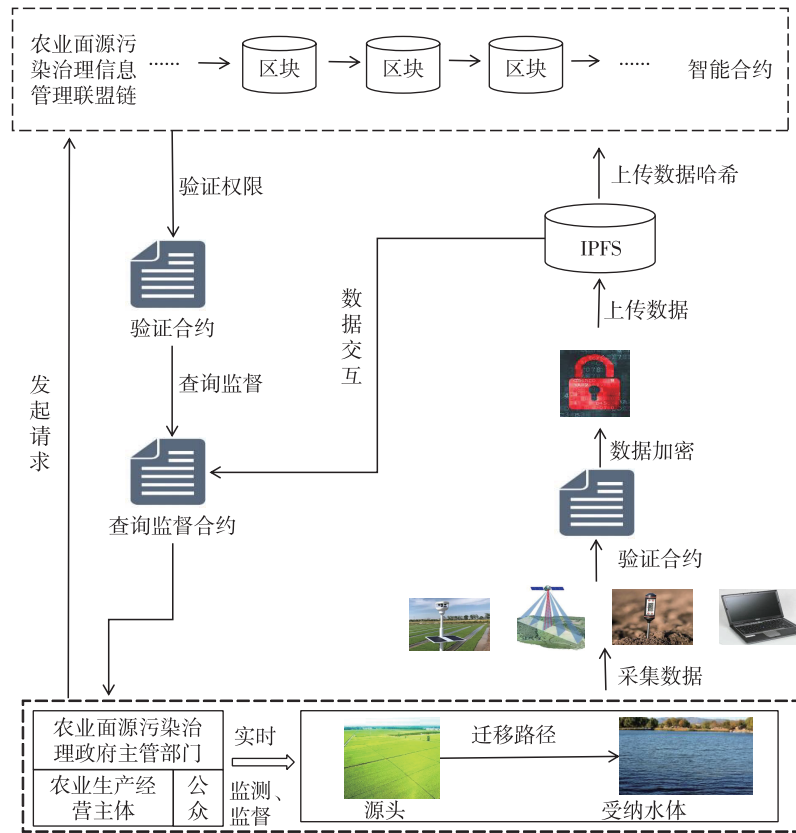 农业面源污
染治理信息
管理联盟链
······
区块
区块
区块
······
智能合约
验证权限
上传数据哈希
IPFS
验证合约
数据交互
上传数据
查询监督
发起请求
数据加密
查询监督合约
验证合约
采集数据
农业面源污染治
理政府主管部门
农业生产经
营主体
公
众
实时
监测、
监督
迁移路径
源头
受纳水体